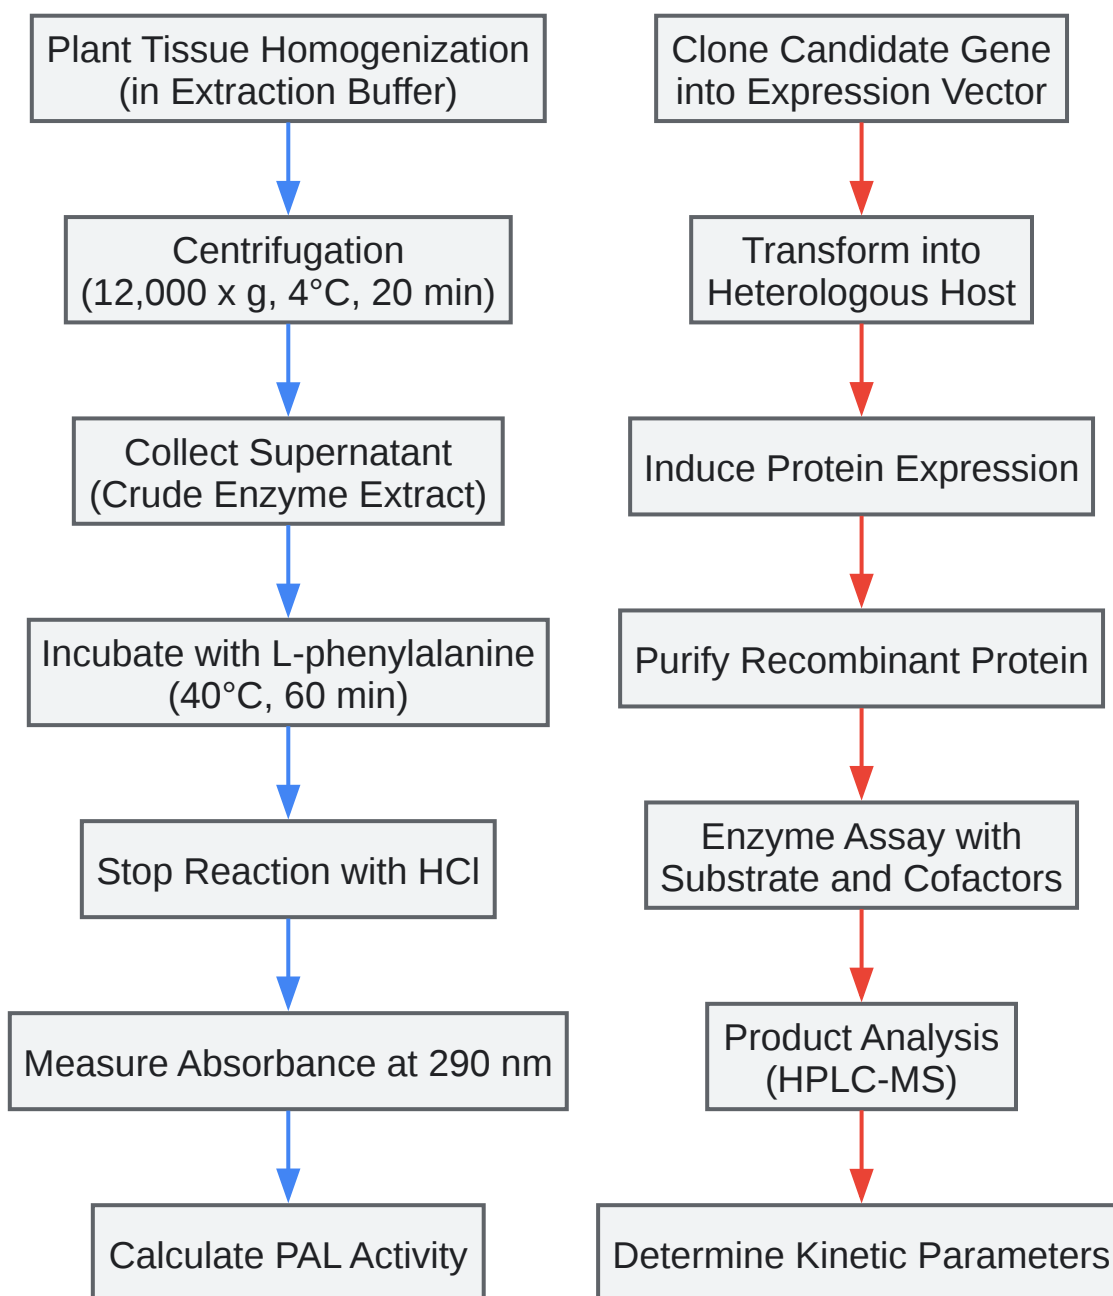 Plant Tissue Homogenization
(in Extraction Buffer)
Centrifugation
(12,000 x g, 4°C, 20 min)
Collect Supernatant
(Crude Enzyme Extract)
Incubate with L-phenylalanine
(40°C, 60 min)
Stop Reaction with HCl
Measure Absorbance at 290 nm
Calculate PAL Activity
Clone Candidate Gene
into Expression Vector
Transform into
Heterologous Host
Induce Protein Expression
Purify Recombinant Protein
Enzyme Assay with
Substrate and Cofactors
Product Analysis
(HPLC-MS)
Determine Kinetic Parameters